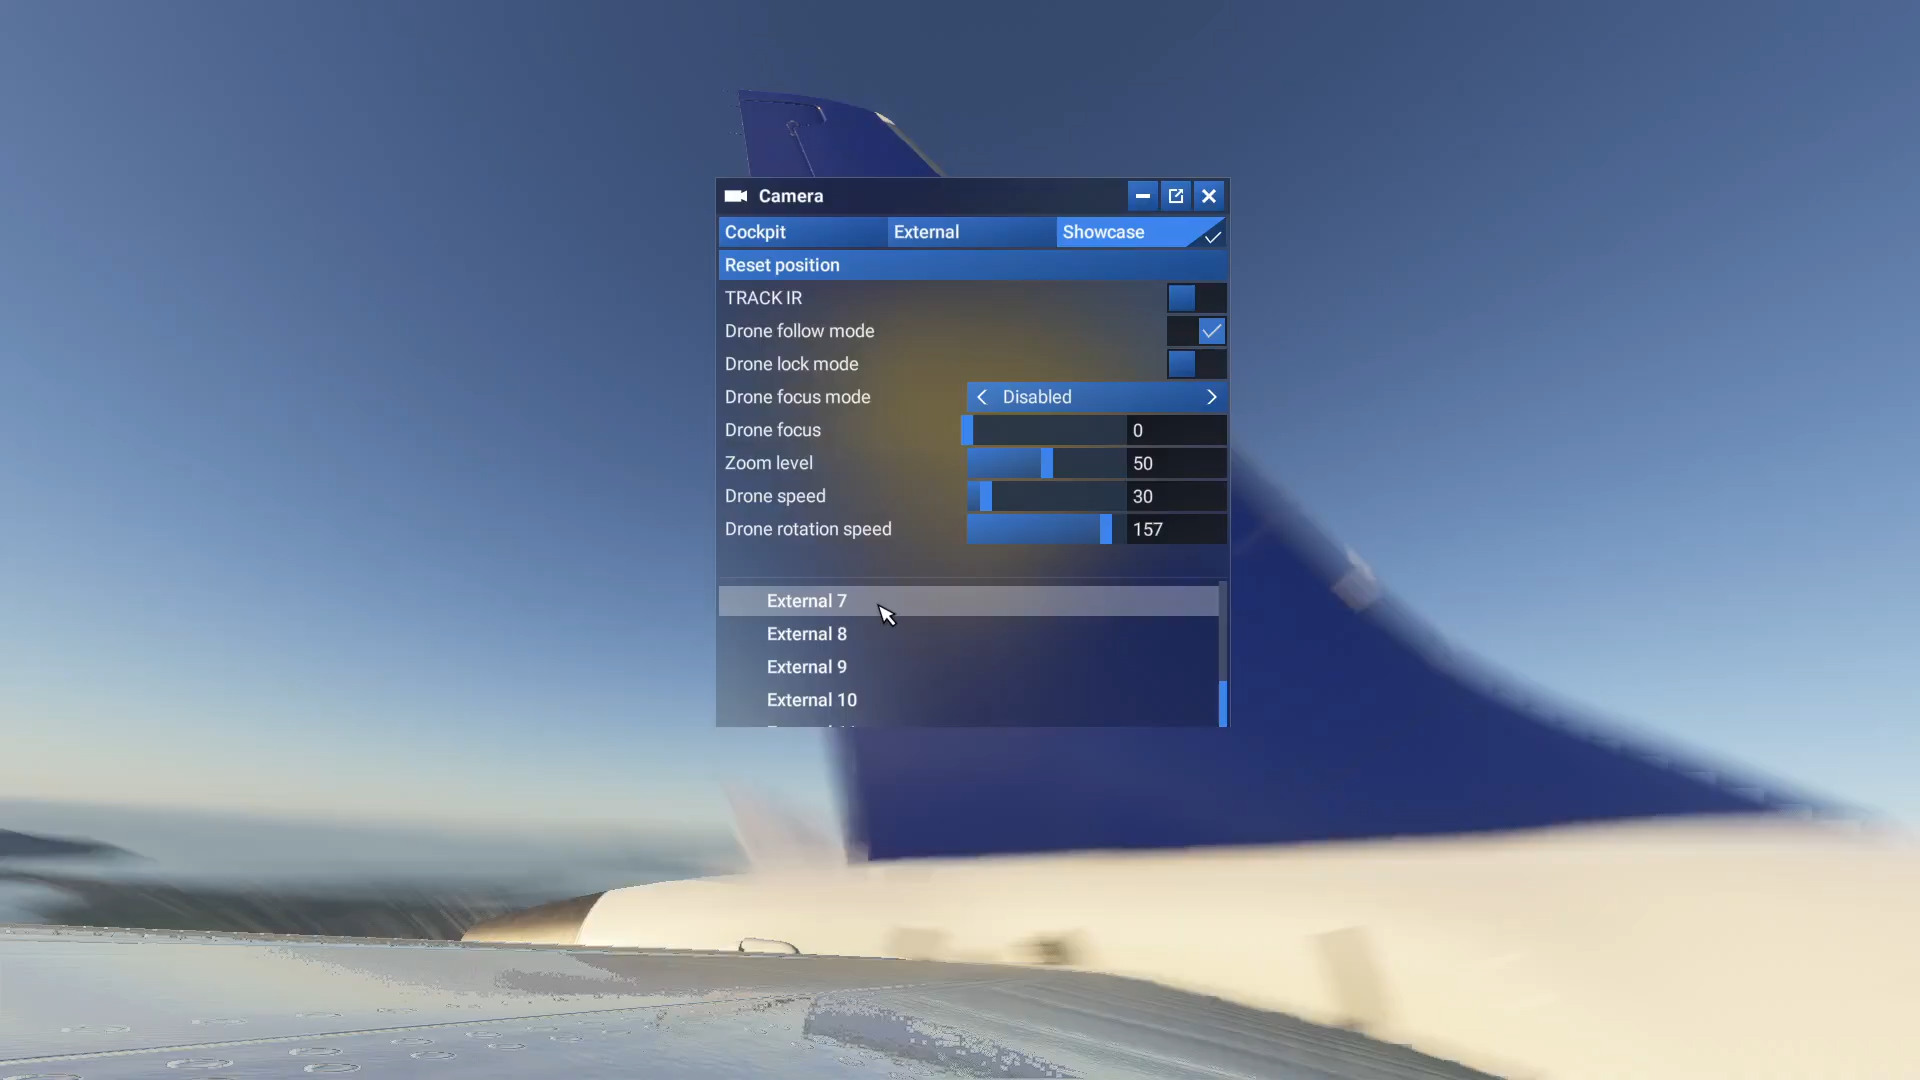 Camera
Cockpit External Showcase
Reset position
TRACK IR
Drone follow mode
Drone lock mode
Drone focus mode Disabled
Drone focus 0
Zoom level 50
Drone speed 30
Drone rotation speed 157
External 7
External 8
External 9
External 10